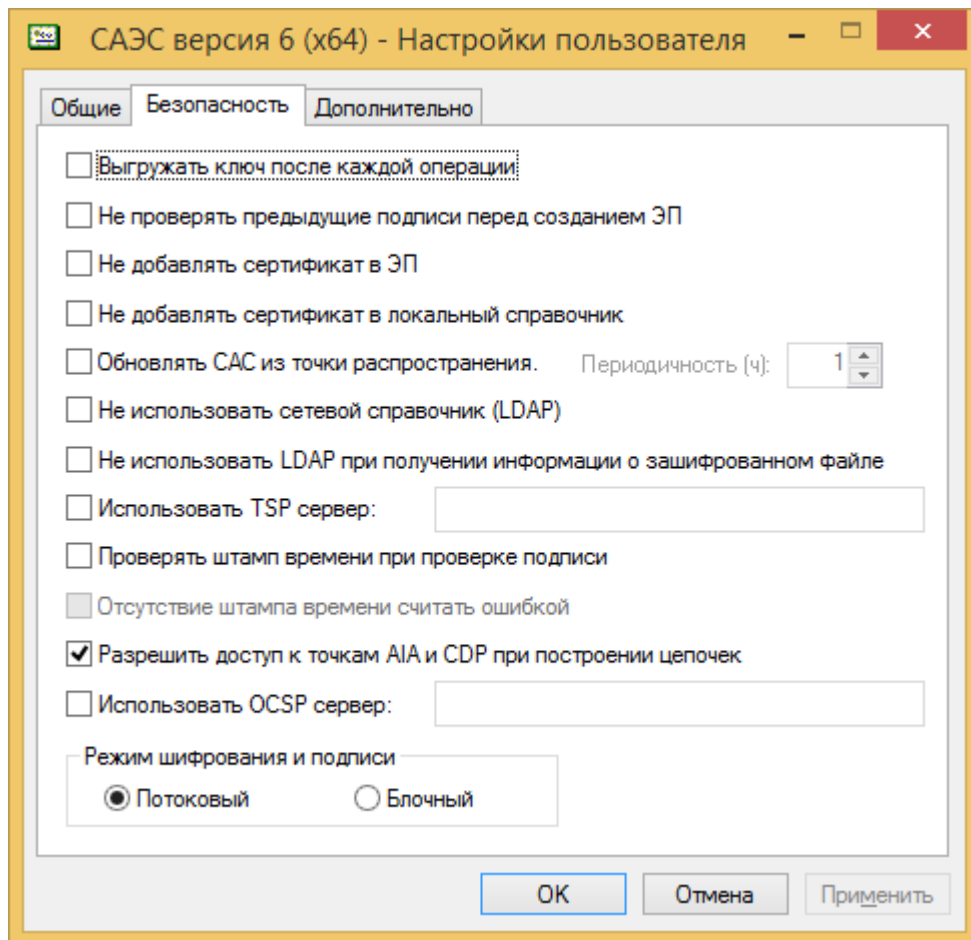 САЭС версия 6 (x64) - Настройки пользователя
Общие Безопасность Дополнительно
Выгружать ключ после каждой операции
Не проверять предыдущие подписи перед созданием ЭП
Не добавлять сертификат в ЭП
Не добавлять сертификат в локальный справочник
Обновлять САС из точки распространения. Периодичность (ч): 1
Не использовать сетевой справочник (LDAP)
Не использовать LDAP при получении информации о зашифрованном файле
Использовать TSP сервер:
Проверять штамп времени при проверке подписи
Отсутствие штампа времени считать ошибкой
Разрешить доступ к точкам AIA и CDP при построении цепочек
Использовать OCSP сервер:
Режим шифрования и подписи
Потоковый Блочный
OK Отмена Применить